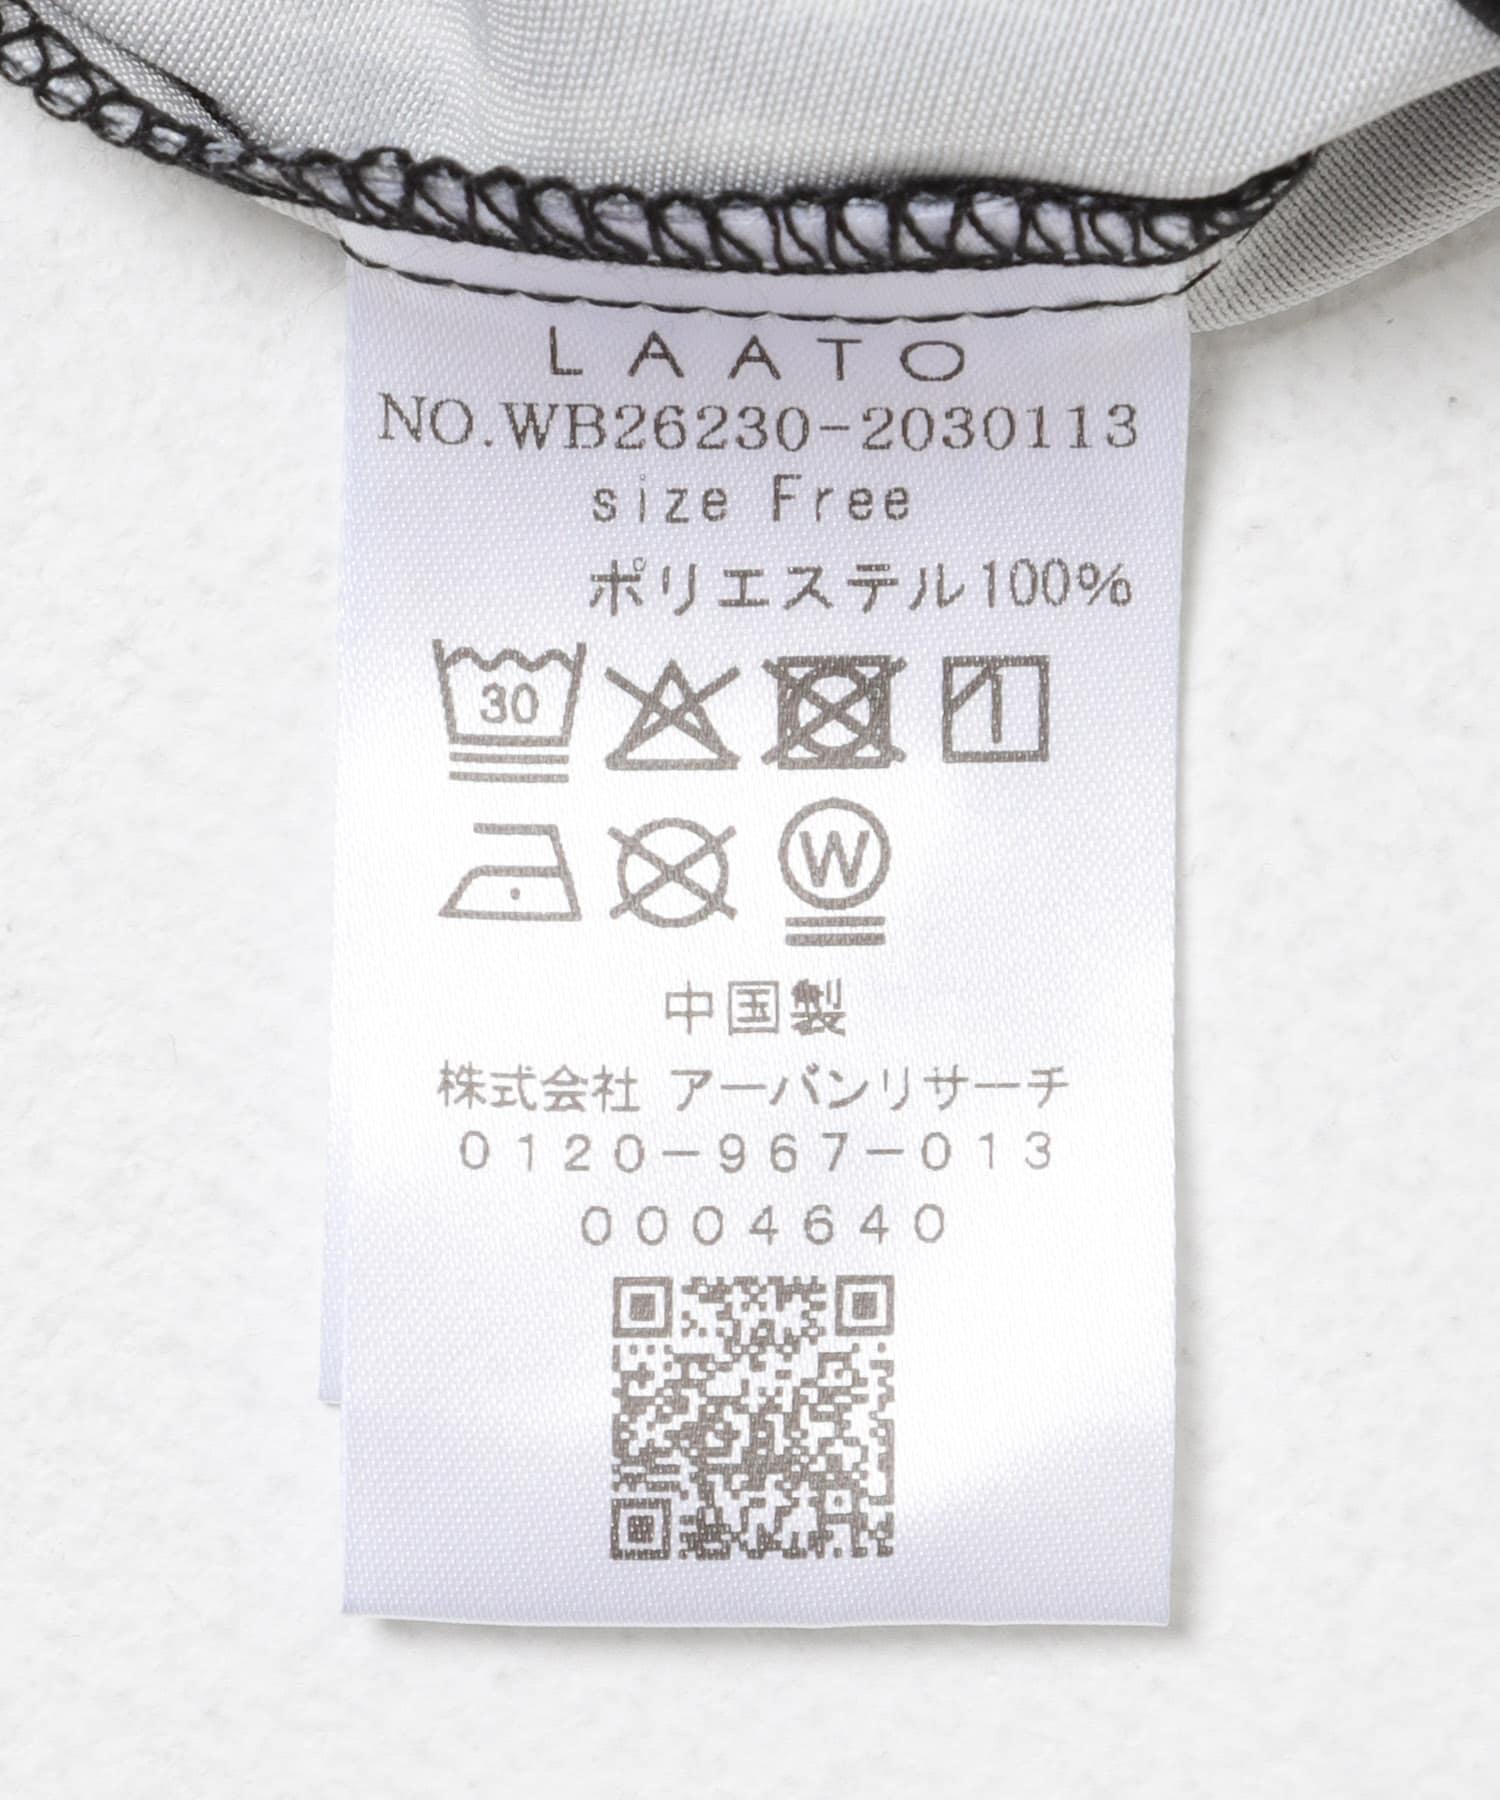 LAATO
NO.WB26230-2030113
size Free
ポリエステル100%
30
W
中国製
株式会社 アーバンリサーチ
0120-967-013
0004640